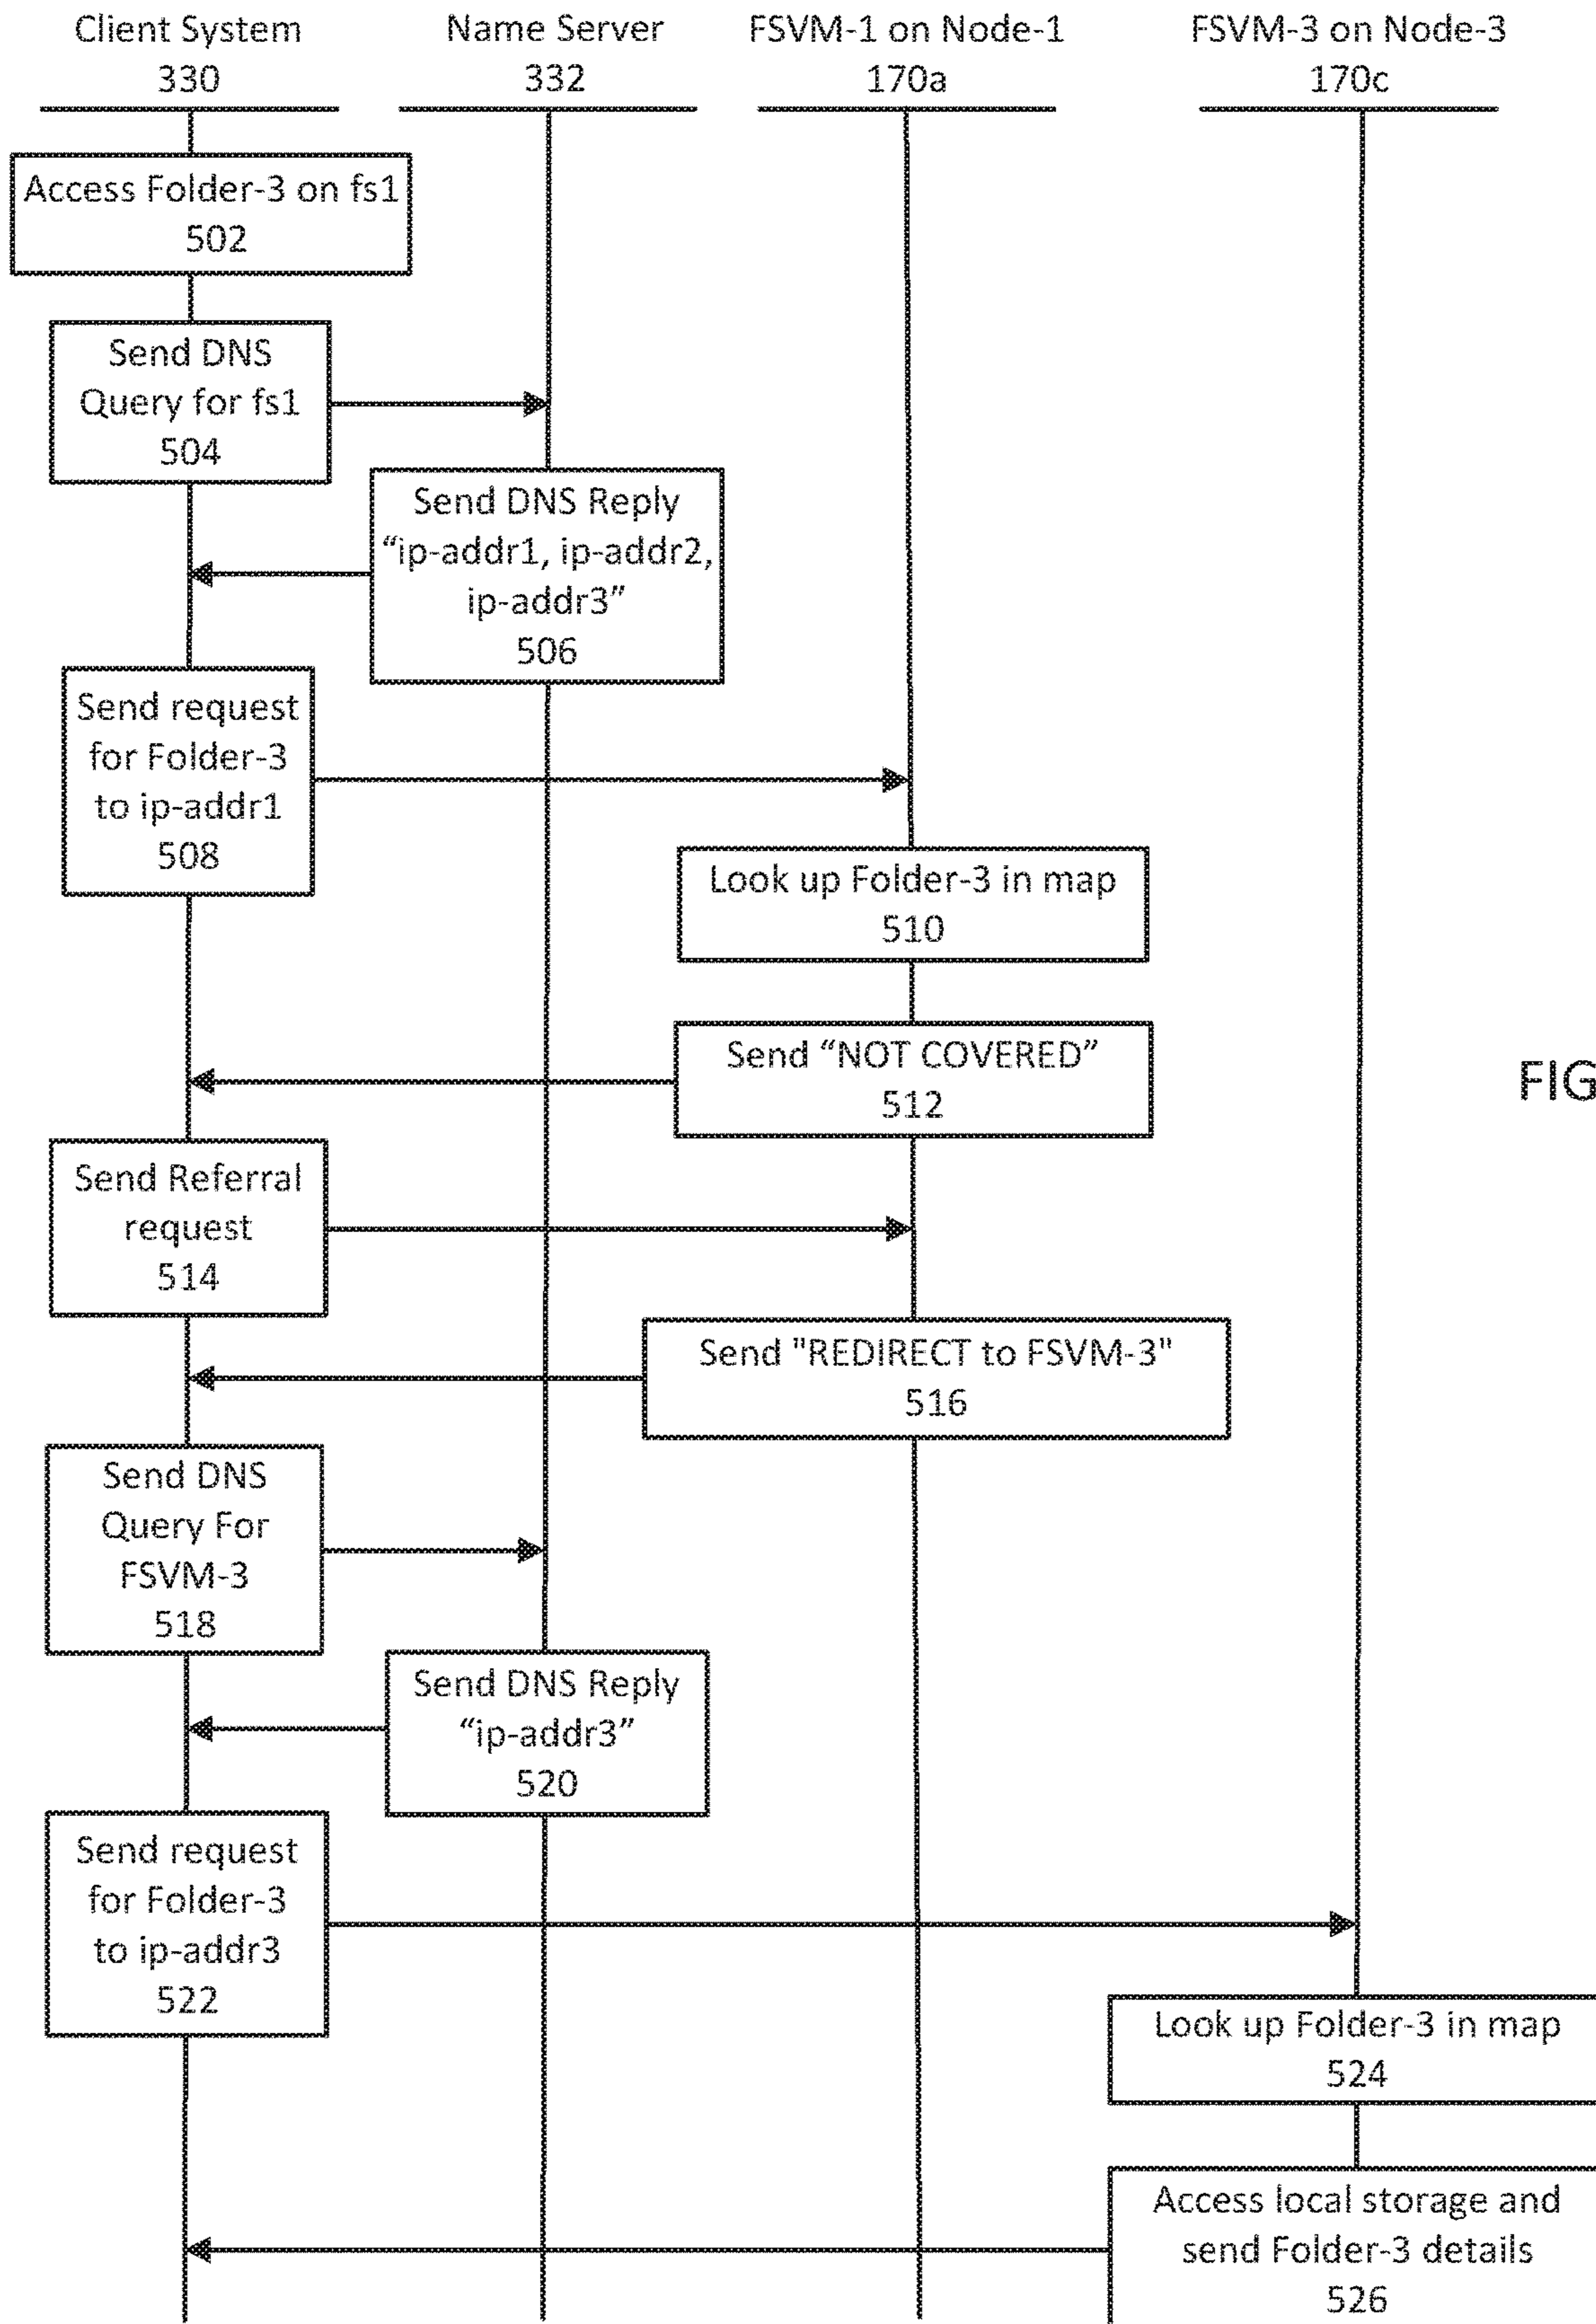 Client System
330
Name Server
332
FSVM-1 on Node-1
170a
FSVM-3 on Node-3
170c
Access Folder-3 on fs1
502
Send DNS
Query for fs1
504
Send DNS Reply
“ip-addr1, ip-addr2,
ip-addr3”
506
Send request
for Folder-3
to ip-addr1
508
Look up Folder-3 in map
510
Send “NOT COVERED”
512
FIG
Send Referral
request
514
Send "REDIRECT to FSVM-3"
516
Send DNS
Query For
FSVM-3
518
Send DNS Reply
“ip-addr3”
520
Send request
for Folder-3
to ip-addr3
522
Look up Folder-3 in map
524
Access local storage and
send Folder-3 details
526